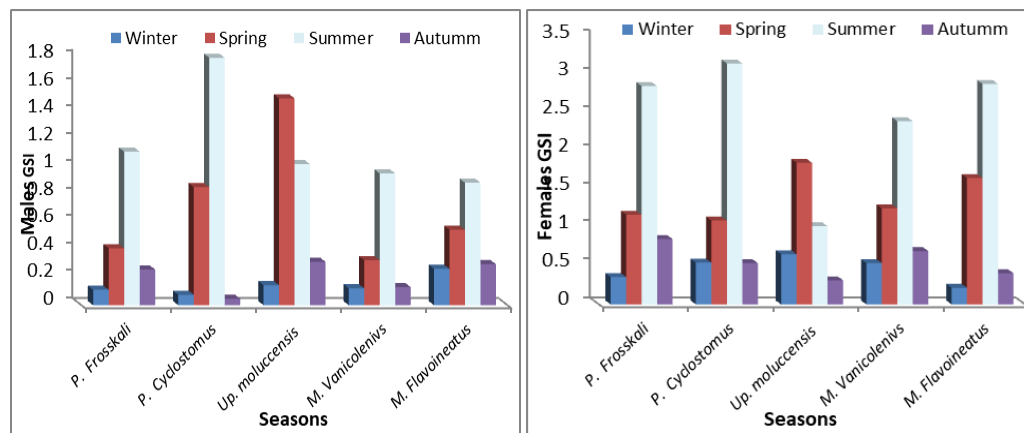 Winter Spring Summer Autumm
1.8
1.6
1.4
1.2
1
0.8
0.6
0.4
0.2
0
Males GSI
P. Frosskali
P. Cyclostomus
Up. moluccensis
M. Vanicolenivs
M. Flavoineatus
Seasons
Winter Spring Summer Autumm
3.5
3
2.5
2
1.5
1
0.5
0
Females GSI
P. Frosskali
P. Cyclostomus
Up. moluccensis
M. Vanicolenivs
M. Flavoineatus
Seasons